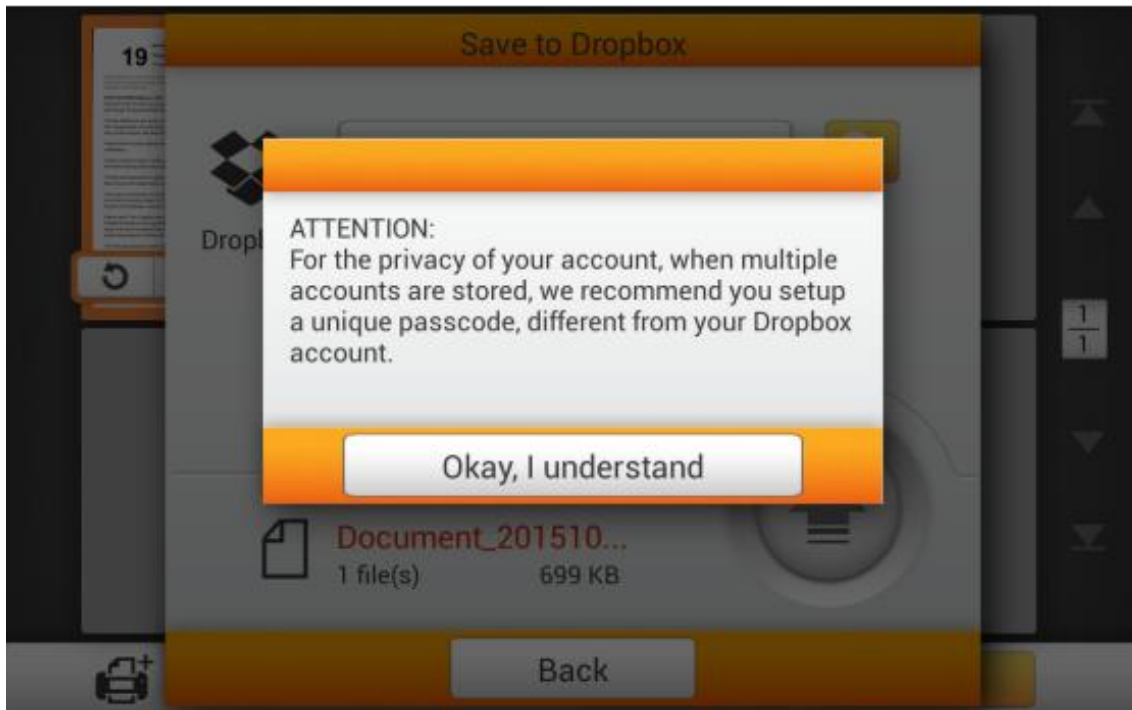 19
Save to Dropbox
ATTENTION:
For the privacy of your account, when multiple
accounts are stored, we recommend you setup
a unique passcode, different from your Dropbox
account.
Okay, I understand
1
1
Document_201510...
1 file(s) 699 KB
Back